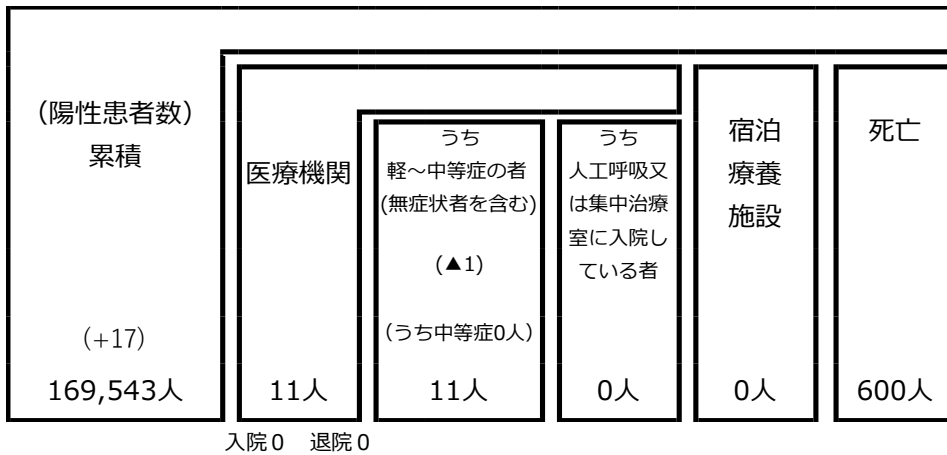 (陽性患者数)
累積
(+17)
169,543人
医療機関
11人
うち
軽～中等症の者
(無症状者を含む)
(▲1)
(うち中等症0人)
11人
うち
人工呼吸又
は集中治療
室に入院し
ている者
0人
宿泊
療養
施設
0人
死亡
600人
入院0　退院0